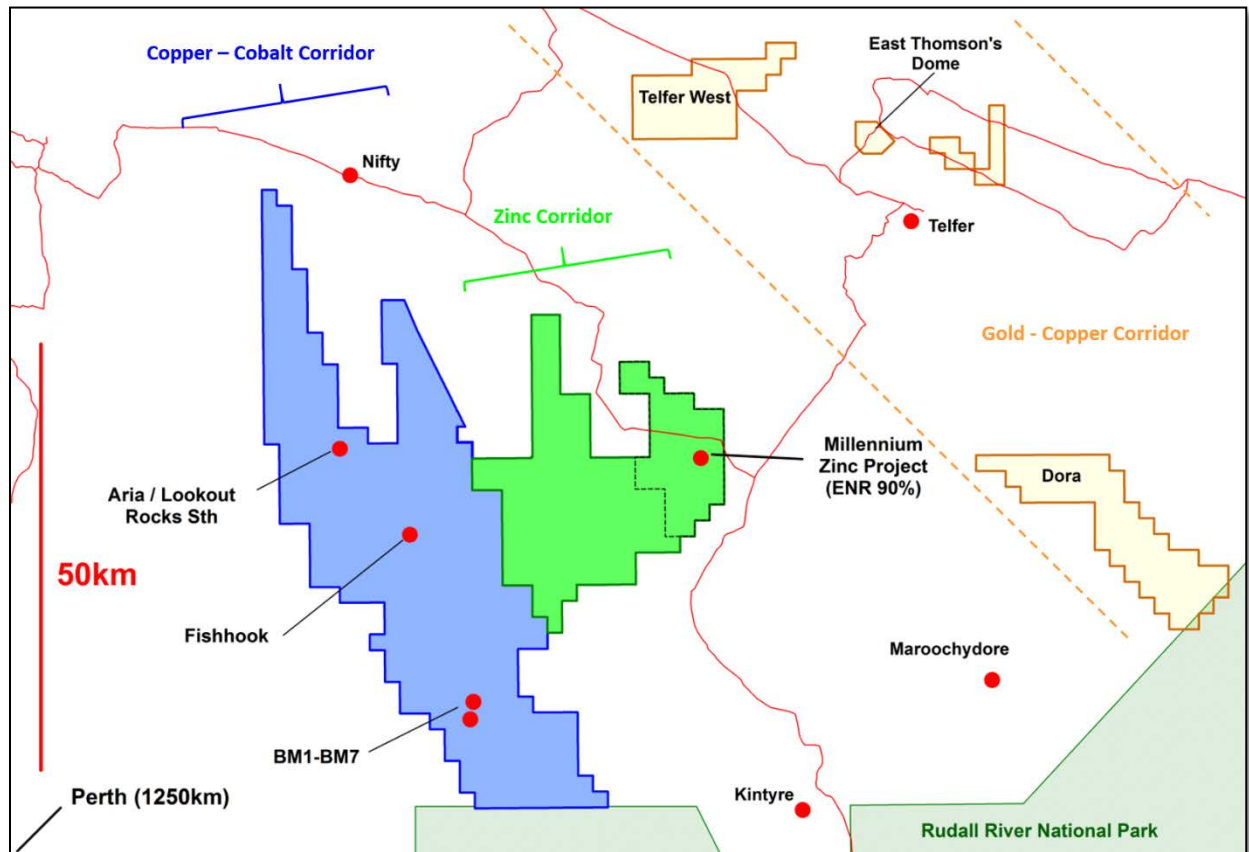 Copper – Cobalt Corridor
East Thomson's
Dome
Telfer West
Nifty
Zinc Corridor
Telfer
Gold - Copper Corridor
Millennium
Zinc Project
(ENR 90%)
Dora
Aria / Lookout
Rocks Sth
50km
Fishhook
Maroochydore
BM1-BM7
Perth (1250km)
Kintyre
Rudall River National Park